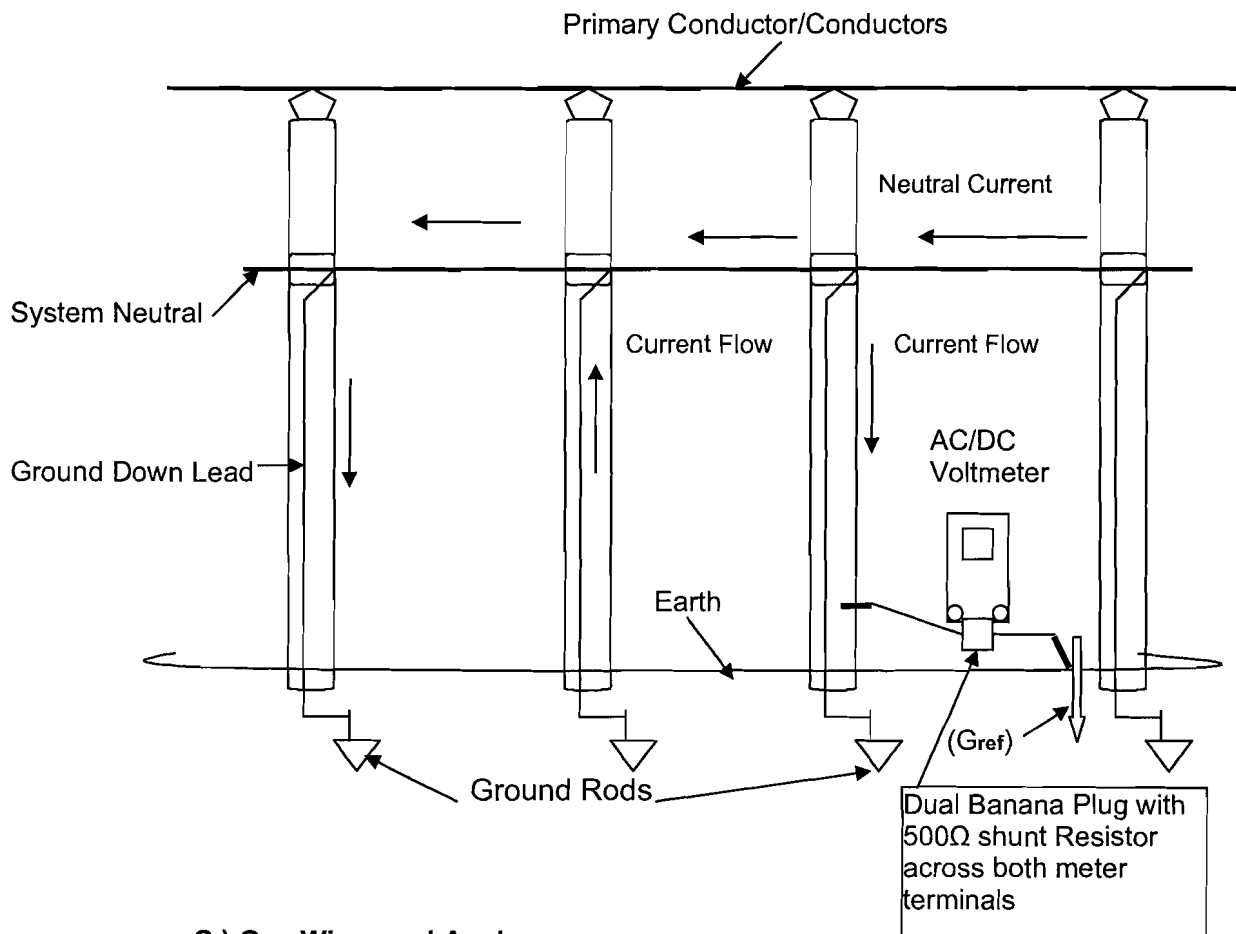 Primary Conductor/Conductors
Neutral Current
System Neutral
Current Flow
Current Flow
AC/DC
Voltmeter
Ground Down Lead
Earth
(Gref)
Ground Rods
Dual Banana Plug with
500Ω shunt Resistor
across both meter
terminals